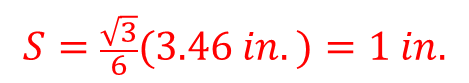 S = √3/6 (3.46 in.) = 1 in.